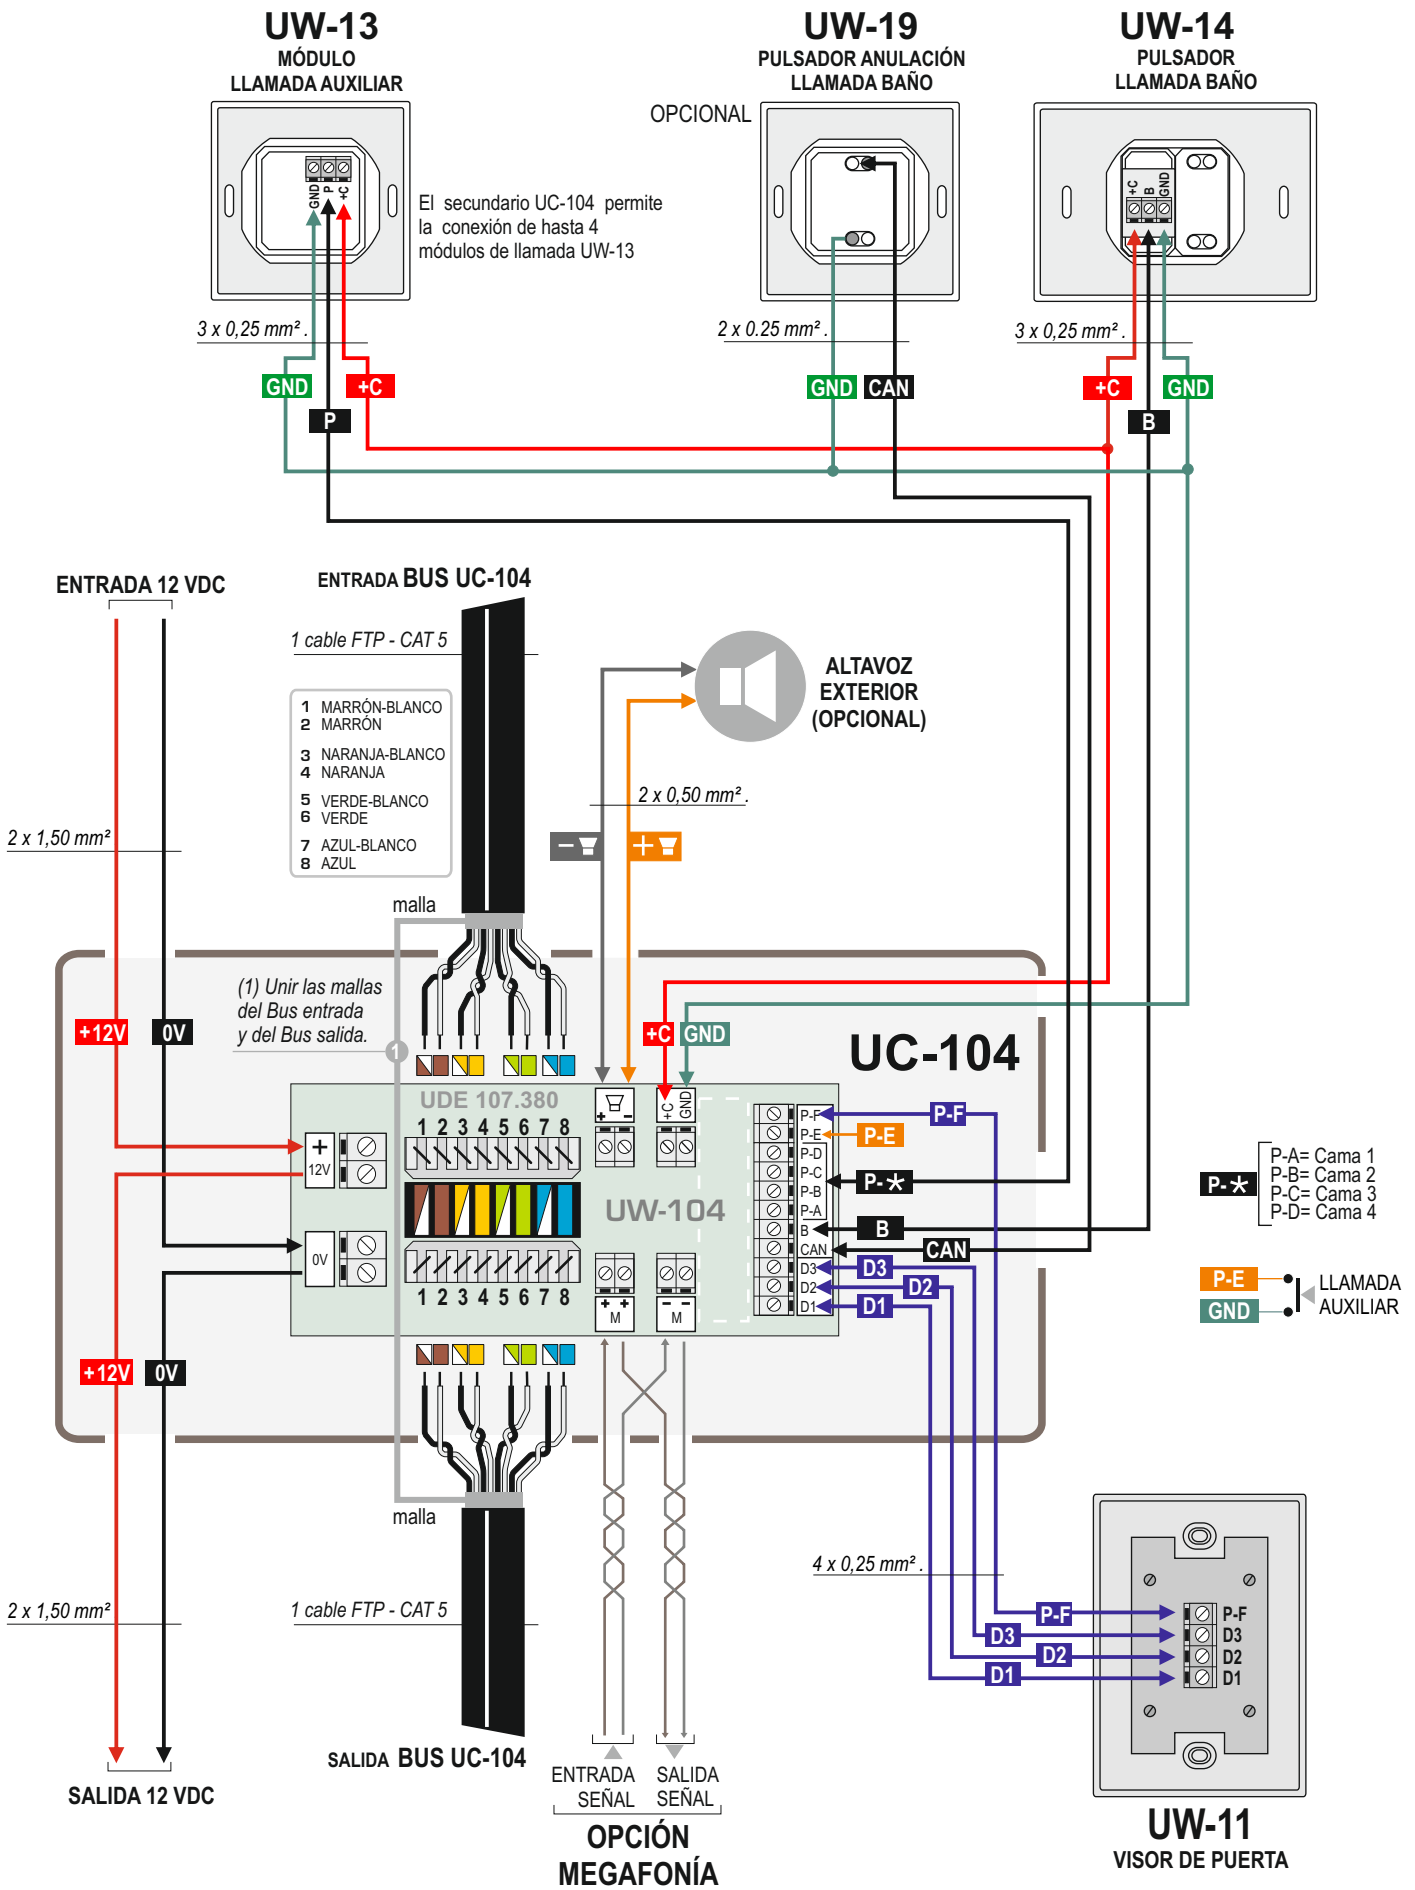 UW-13
MÓDULO
LLAMADA AUXILIAR
UW-19
PULSADOR ANULACIÓN
LLAMADA BAÑO
UW-14
PULSADOR
LLAMADA BAÑO
OPCIONAL
GND
P
+C
El secundario UC-104 permite
la conexión de hasta 4
módulos de llamada UW-13
+C
B
GND
3 x 0,25 mm² .
2 x 0.25 mm² .
3 x 0,25 mm² .
GND
+C
P
GND
CAN
+C
GND
B
ENTRADA 12 VDC
ENTRADA BUS UC-104
1 cable FTP - CAT 5
1 MARRÓN-BLANCO
2 MARRÓN
3 NARANJA-BLANCO
4 NARANJA
5 VERDE-BLANCO
6 VERDE
7 AZUL-BLANCO
8 AZUL
ALTAVOZ
EXTERIOR
(OPCIONAL)
2 x 0,50 mm² .
2 x 1,50 mm²
−
+
malla
(1) Unir las mallas
del Bus entrada
y del Bus salida.
1
+12V
0V
+C
GND
UC-104
UDE 107.380
1 2 3 4 5 6 7 8
+ -
+C
GND
+
12V
0V
UW-104
P-F
P-E
P-D
P-C
P-B
P-A
B
CAN
D3
D2
D1
P-F
P-E
P-*
B
CAN
D3
D2
D1
P-*
P-A= Cama 1
P-B= Cama 2
P-C= Cama 3
P-D= Cama 4
P-E
GND
LLAMADA
AUXILIAR
1 2 3 4 5 6 7 8
+ +
M
- -
M
+12V
0V
malla
4 x 0,25 mm² .
2 x 1,50 mm²
1 cable FTP - CAT 5
P-F
D3
D2
D1
P-F
D3
D2
D1
SALIDA BUS UC-104
SALIDA 12 VDC
ENTRADA
SEÑAL
SALIDA
SEÑAL
OPCIÓN
MEGAFONÍA
UW-11
VISOR DE PUERTA